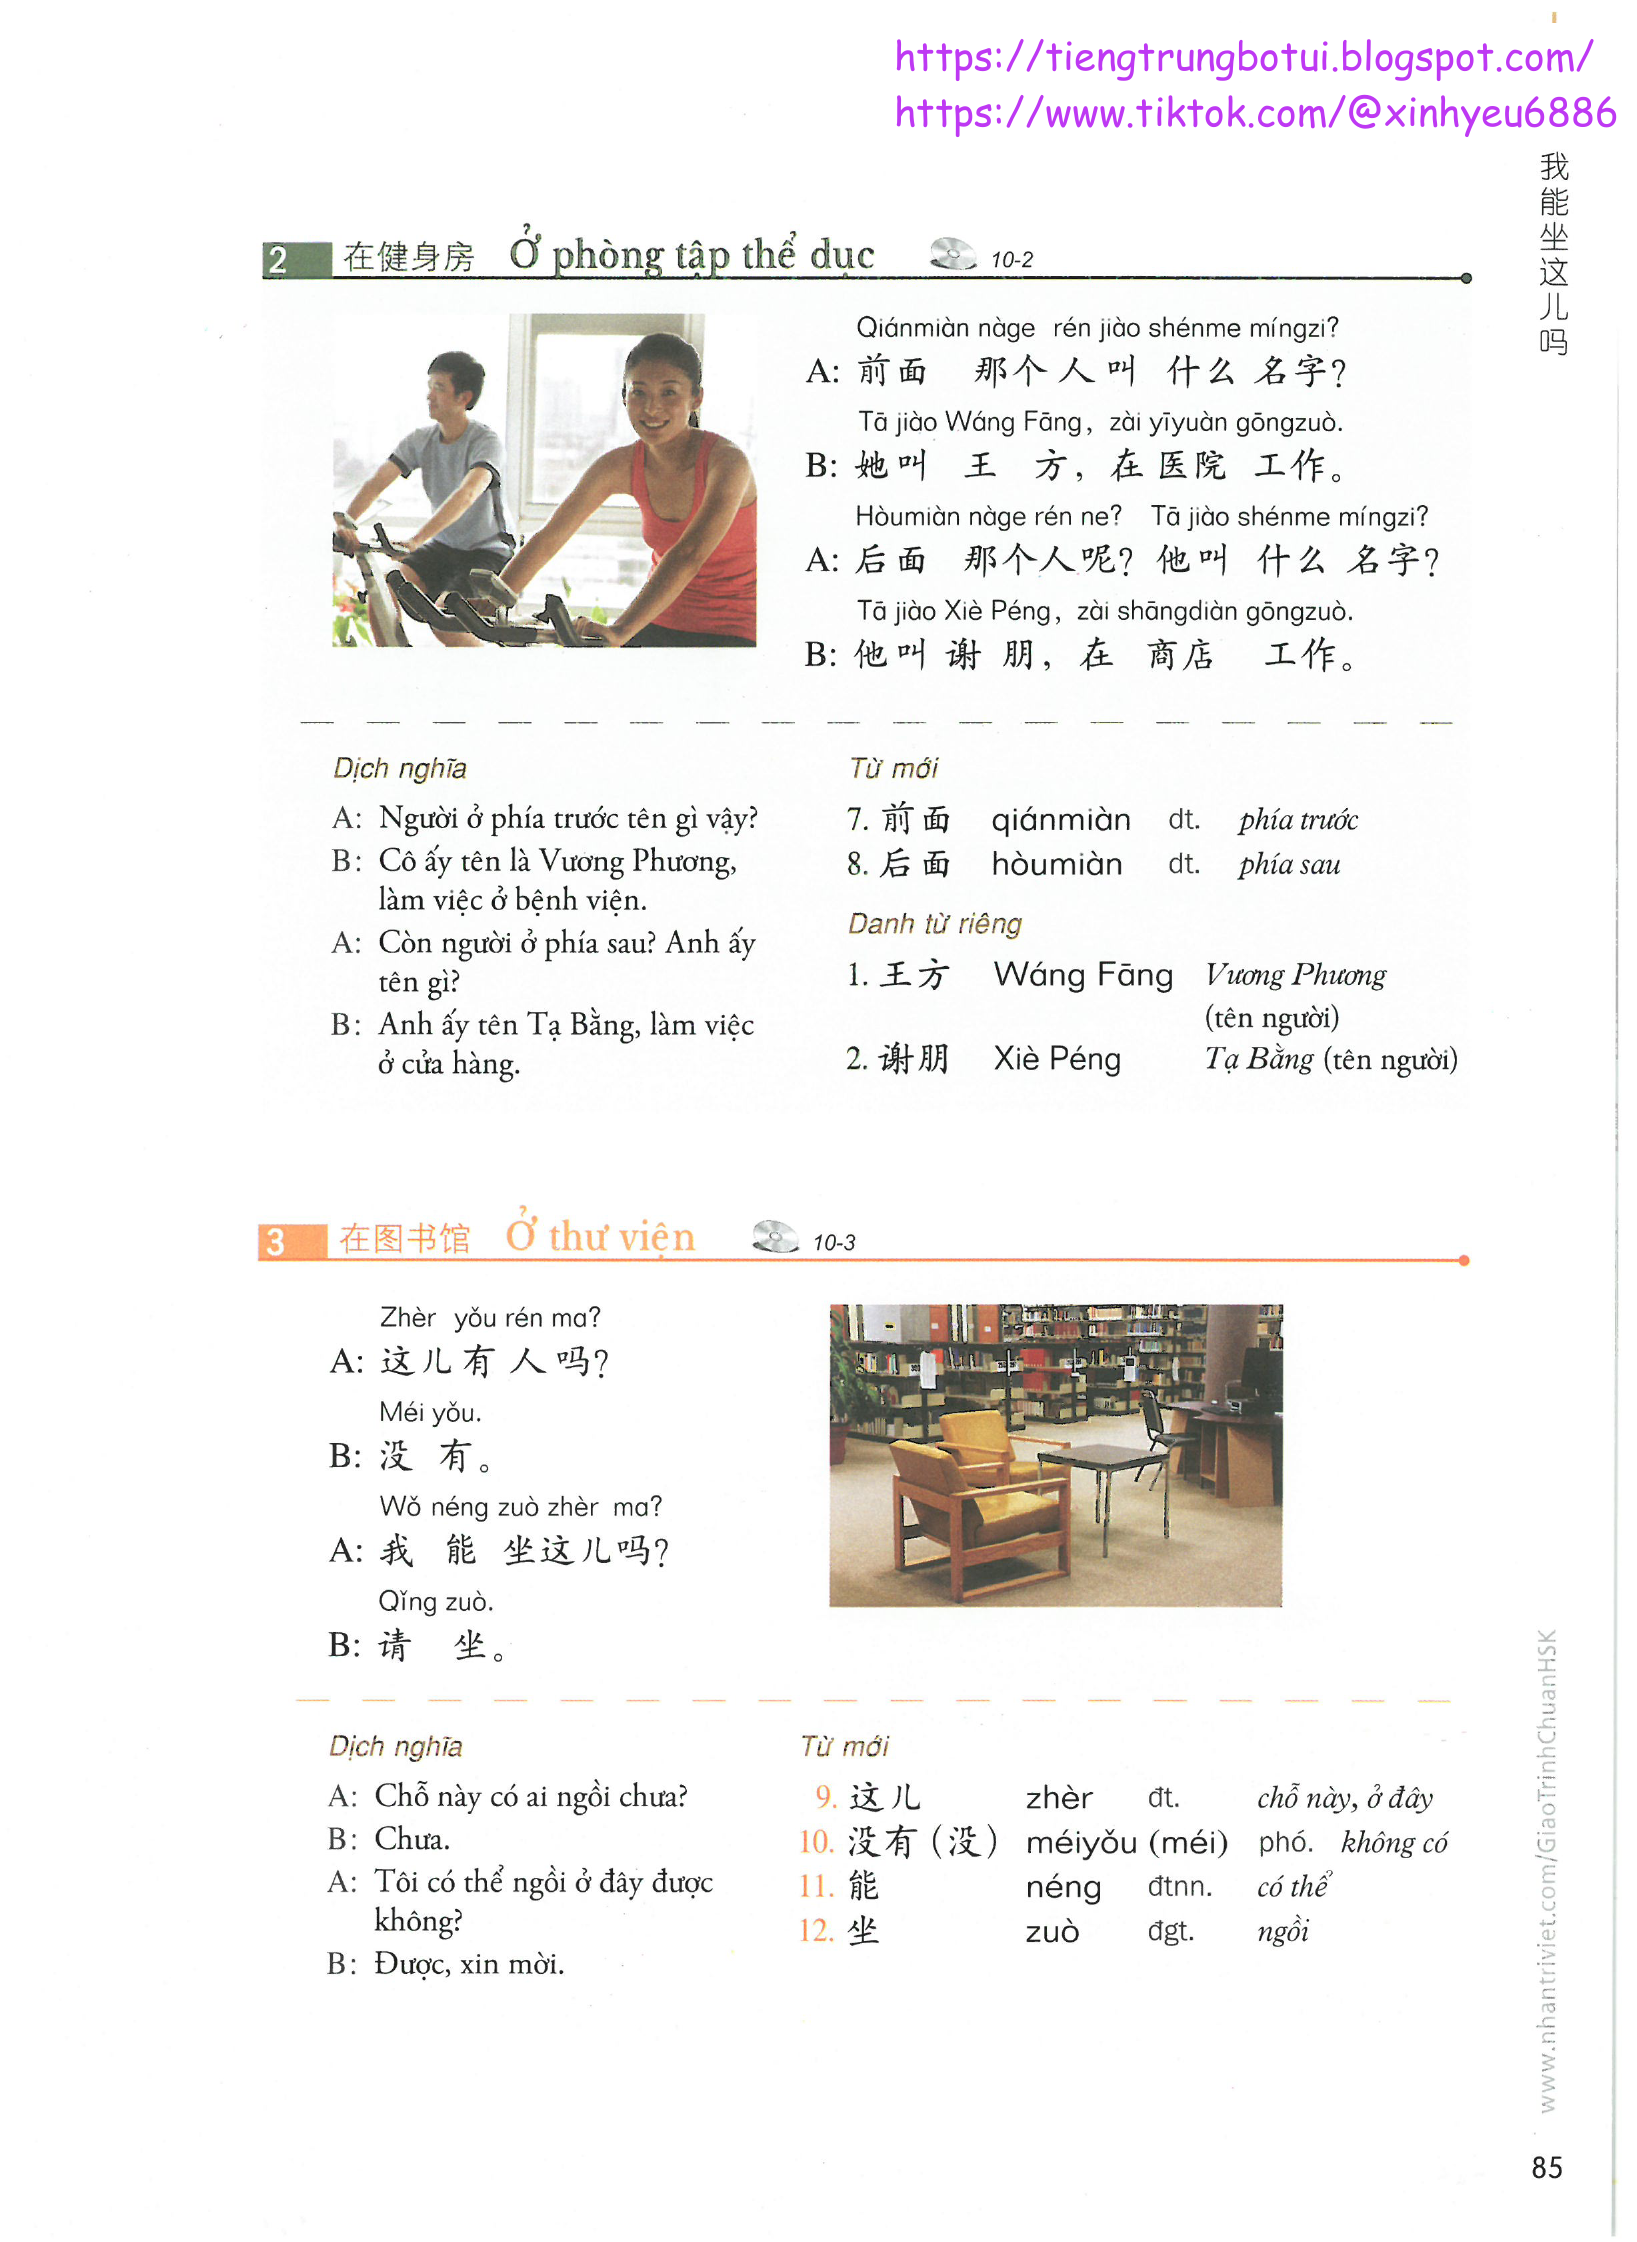 https://tiengtrungbotui.blogspot.com/
https://www.tiktok.com/@xinhyeu6886
我能坐这儿吗
2 在健身房 Ở phòng tập thể dục 10-2
Qiánmiàn nàge rén jiào shénme míngzi?
A: 前面 那个人叫 什么 名字?
Tā jiào Wáng Fāng, zài yīyuàn gōngzuò.
B: 她叫 王 方, 在医院 工作。
Hòumiàn nàge rén ne? Tā jiào shénme míngzi?
A: 后面 那个人呢? 他叫 什么 名字?
Tā jiào Xiè Péng, zài shāngdiàn gōngzuò.
B: 他叫谢 朋, 在 商店 工作。
Dịch nghĩa
A: Người ở phía trước tên gì vậy?
B: Cô ấy tên là Vương Phương,
làm việc ở bệnh viện.
A: Còn người ở phía sau? Anh ấy
tên gì?
B: Anh ấy tên Tạ Bằng, làm việc
ở cửa hàng.
Từ mới
7. 前面 qiánmiàn dt. phía trước
8. 后面 hòumiàn dt. phía sau
Danh từ riêng
1. 王方 Wáng Fāng Vương Phương
(tên người)
2. 谢朋 Xiè Péng Tạ Bằng (tên người)
3 在图书馆 Ở thư viện 10-3
Zhèr yǒu rén ma?
A: 这儿有 人吗?
Méi yǒu.
B: 没 有。
Wǒ néng zuò zhèr ma?
A: 我 能 坐这儿吗?
Qǐng zuò.
B: 请 坐。
Dịch nghĩa
A: Chỗ này có ai ngồi chưa?
B: Chưa.
A: Tôi có thể ngồi ở đây được
không?
B: Được, xin mời.
Từ mới
9. 这儿 zhèr đt. chỗ này, ở đây
10. 没有 (没) méiyǒu (méi) phó. không có
11. 能 néng đtnn. có thể
12. 坐 zuò đgt. ngồi
www.nhantriviet.com/GiaoTrinhChuanHSK
85